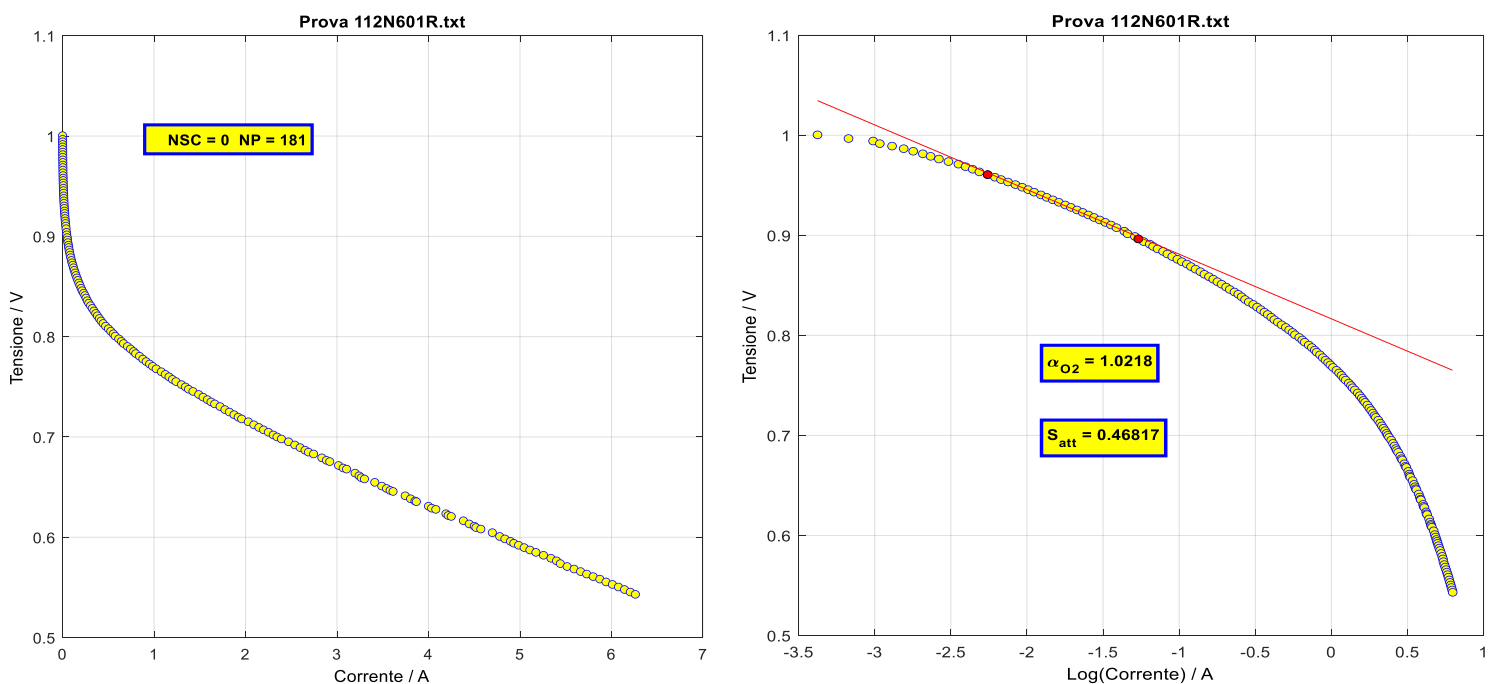 Prova 112N601R.txt
1.1
1
0.9
0.8
0.7
0.6
0.5
Tensione / V
NSC = 0 NP = 181
0 1 2 3 4 5 6 7
Corrente / A
Prova 112N601R.txt
1.1
1
0.9
0.8
0.7
0.6
0.5
Tensione / V
αO2 = 1.0218
Satt = 0.46817
-3.5 -3 -2.5 -2 -1.5 -1 -0.5 0 0.5 1
Log(Corrente) / A